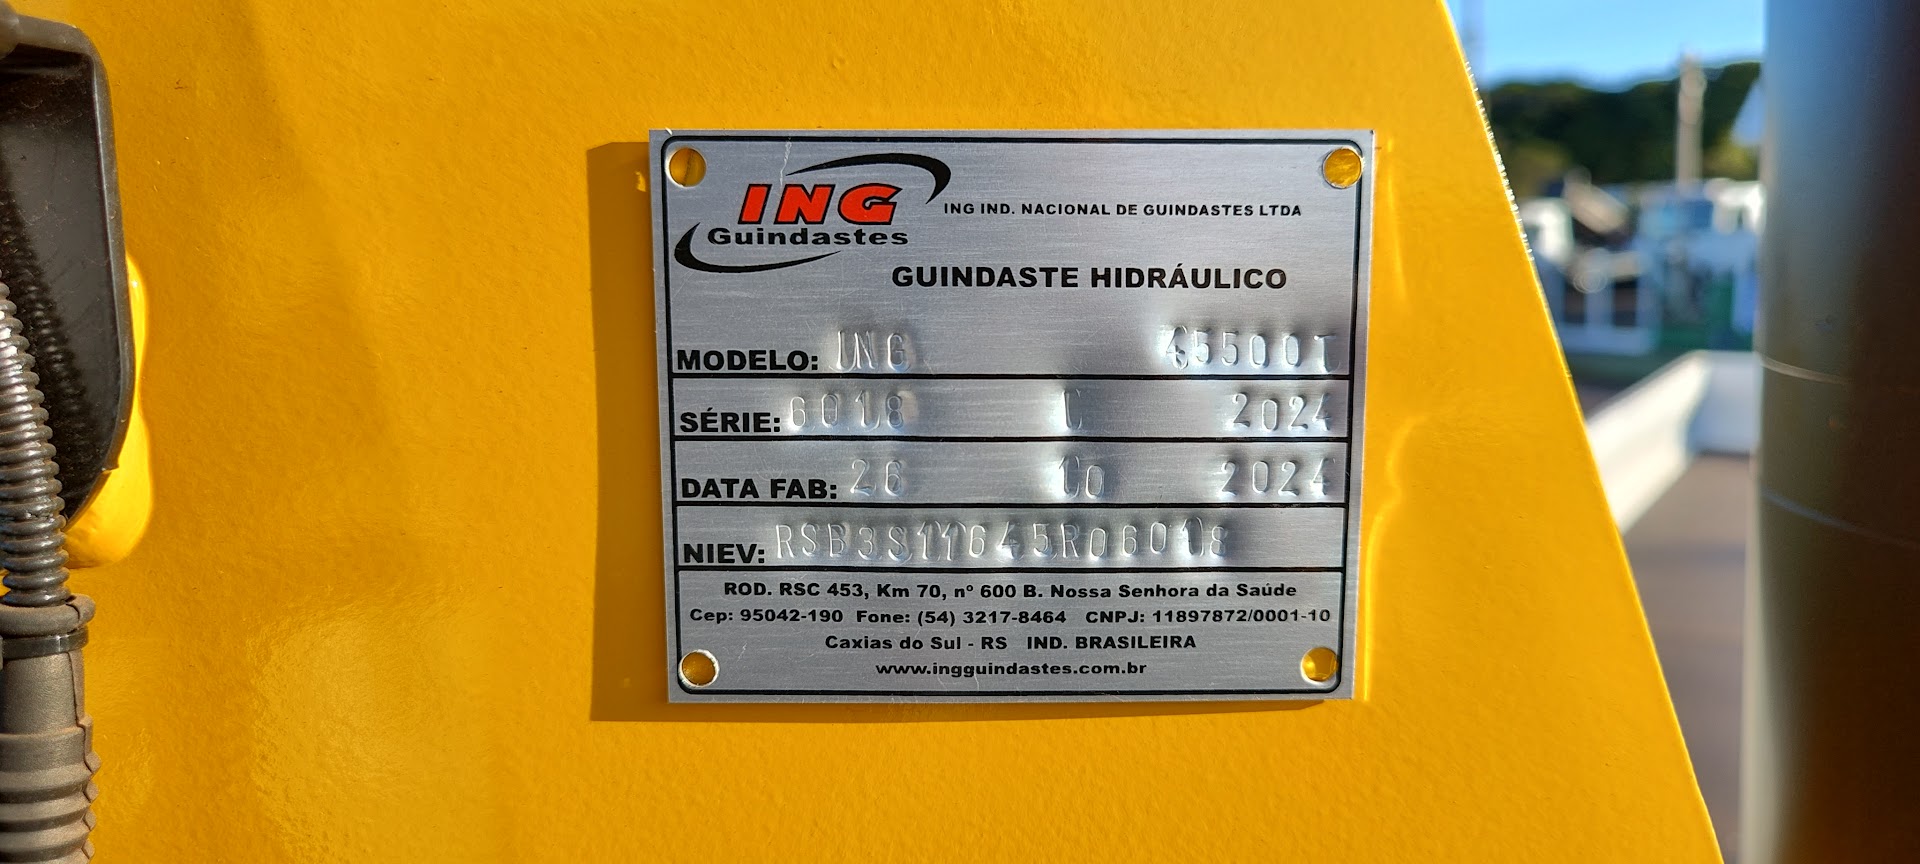 ING
Guindastes
ING IND. NACIONAL DE GUINDASTES LTDA
GUINDASTE HIDRÁULICO
MODELO: ING 45500T
SÉRIE: 6018 2024
DATA FAB: 26 10 2024
NIEV: RSB3S11645R06018
ROD. RSC 453, Km 70, nº 600 B. Nossa Senhora da Saúde
Cep: 95042-190 Fone: (54) 3217-8464 CNPJ: 11897872/0001-10
Caxias do Sul - RS IND. BRASILEIRA
www.ingguindastes.com.br